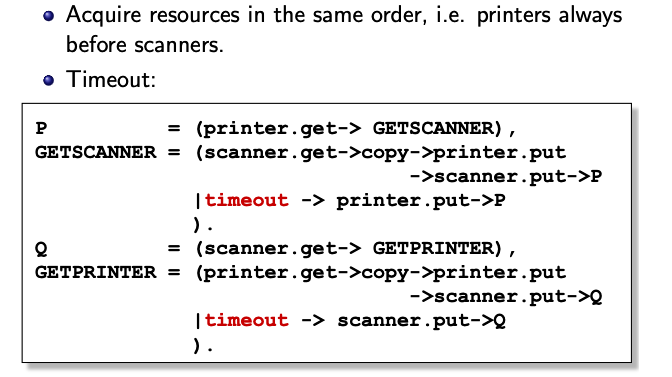 Acquire resources in the same order, i.e. printers always
before scanners.
Timeout:
P = (printer.get-> GETSCANNER),
GETSCANNER = (scanner.get->copy->printer.put
->scanner.put->P
|timeout -> printer.put->P
).
Q = (scanner.get-> GETPRINTER),
GETPRINTER = (printer.get->copy->printer.put
->scanner.put->Q
|timeout -> scanner.put->Q
).